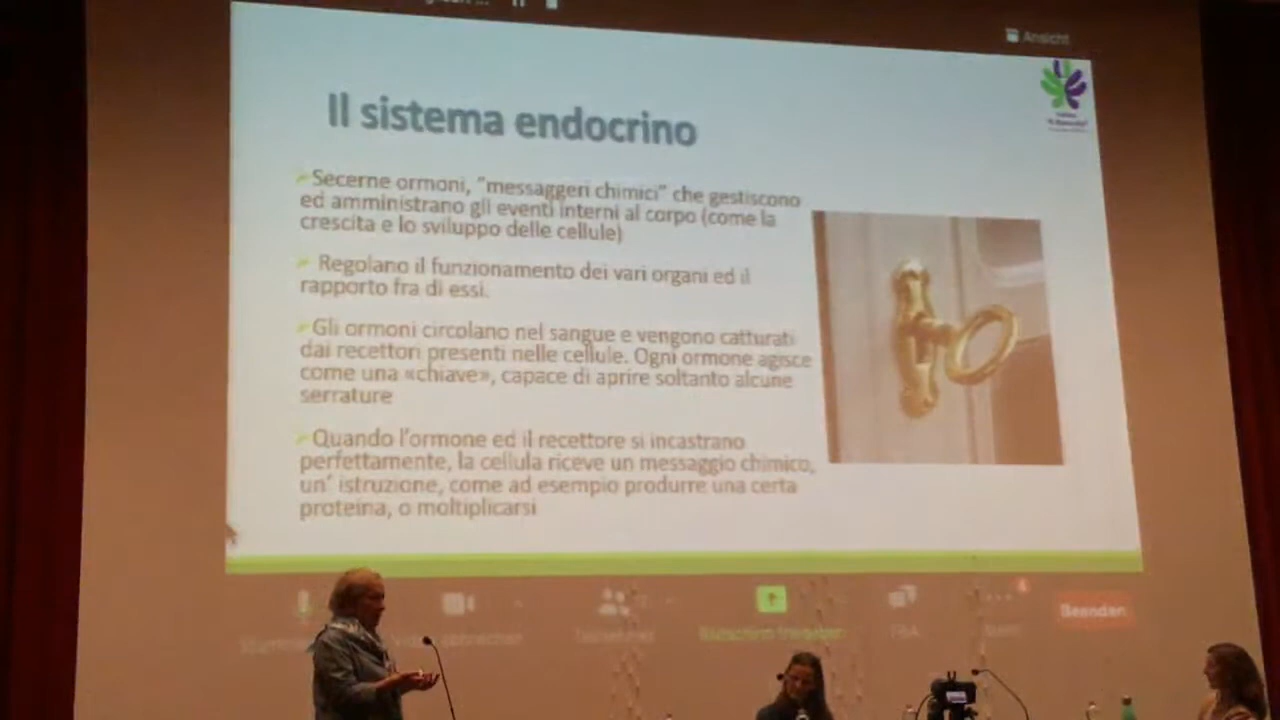 Ansicht
Il sistema endocrino
Secerne ormoni, "messaggeri chimici" che gestiscono
ed amministrano gli eventi interni al corpo (come la
crescita e lo sviluppo delle cellule)
Regolano il funzionamento dei vari organi ed il
rapporto fra di essi.
Gli ormoni circolano nel sangue e vengono catturati
dai recettori presenti nelle cellule. Ogni ormone agisce
come una «chiave», capace di aprire soltanto alcune
serrature
Quando l'ormone ed il recettore si incastrano
perfettamente, la cellula riceve un messaggio chimico,
un' istruzione, come ad esempio produrre una certa
proteina, o moltiplicarsi
Beenden